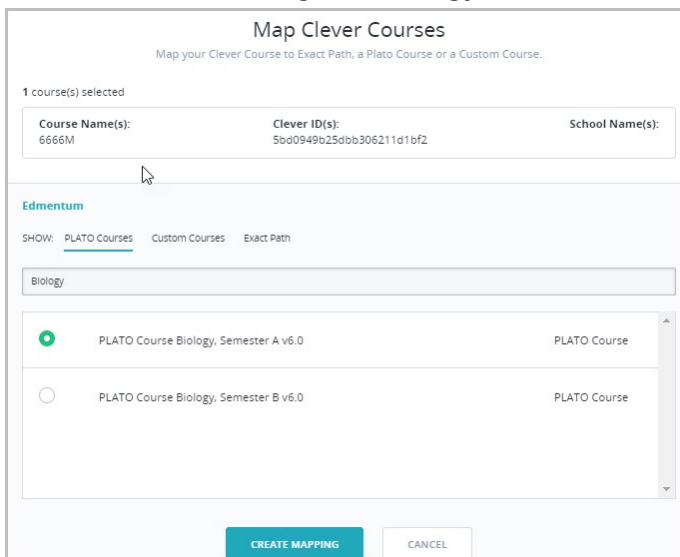 Map Clever Courses
Map your Clever Course to Exact Path, a Plato Course or a Custom Course.
1 course(s) selected
Course Name(s): Clever ID(s): School Name(s):
6666M 5bd0949b25dbb306211d1bf2
Edmentum
SHOW: PLATO Courses Custom Courses Exact Path
Biology
PLATO Course Biology, Semester A v6.0 PLATO Course
PLATO Course Biology, Semester B v6.0 PLATO Course
CREATE MAPPING CANCEL